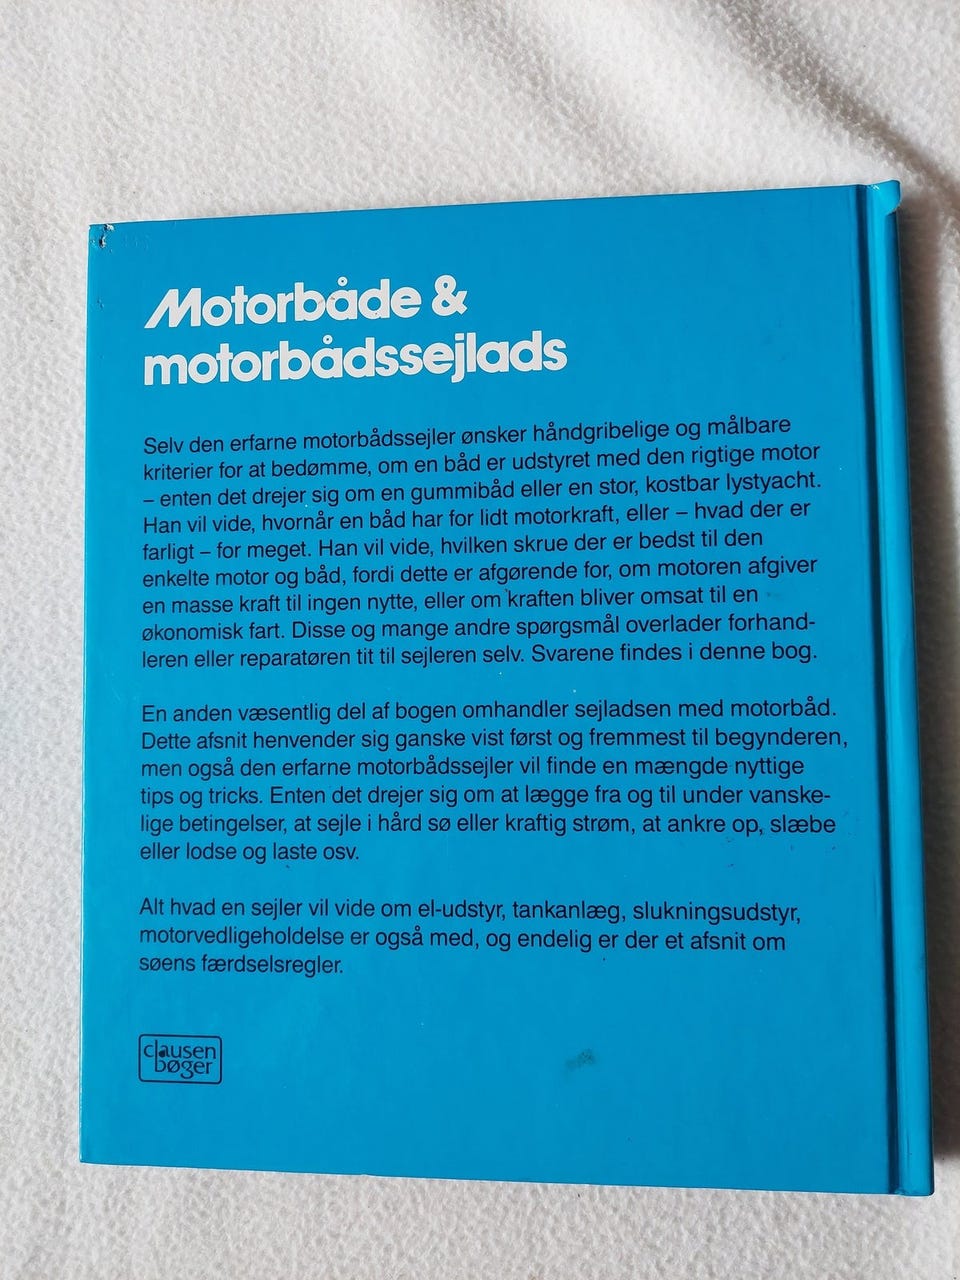 Motorbåde &
motorbådssejlads
Selv den erfarne motorbådssejler ønsker håndgribelige og målbare
kriterier for at bedømme, om en båd er udstyret med den rigtige motor
– enten det drejer sig om en gummibåd eller en stor, kostbar lystyacht.
Han vil vide, hvornår en båd har for lidt motorkraft, eller – hvad der er
farligt – for meget. Han vil vide, hvilken skrue der er bedst til den
enkelte motor og båd, fordi dette er afgørende for, om motoren afgiver
en masse kraft til ingen nytte, eller om kraften bliver omsat til en
økonomisk fart. Disse og mange andre spørgsmål overlader forhand-
leren eller reparatøren tit til sejleren selv. Svarene findes i denne bog.
En anden væsentlig del af bogen omhandler sejladsen med motorbåd.
Dette afsnit henvender sig ganske vist først og fremmest til begynderen,
men også den erfarne motorbådssejler vil finde en mængde nyttige
tips og tricks. Enten det drejer sig om at lægge fra og til under vanske-
lige betingelser, at sejle i hård sø eller kraftig strøm, at ankre op, slæbe
eller lodse og laste osv.
Alt hvad en sejler vil vide om el-udstyr, tankanlæg, slukningsudstyr,
motorvedligeholdelse er også med, og endelig er der et afsnit om
søens færdselsregler.
clausen
bøger